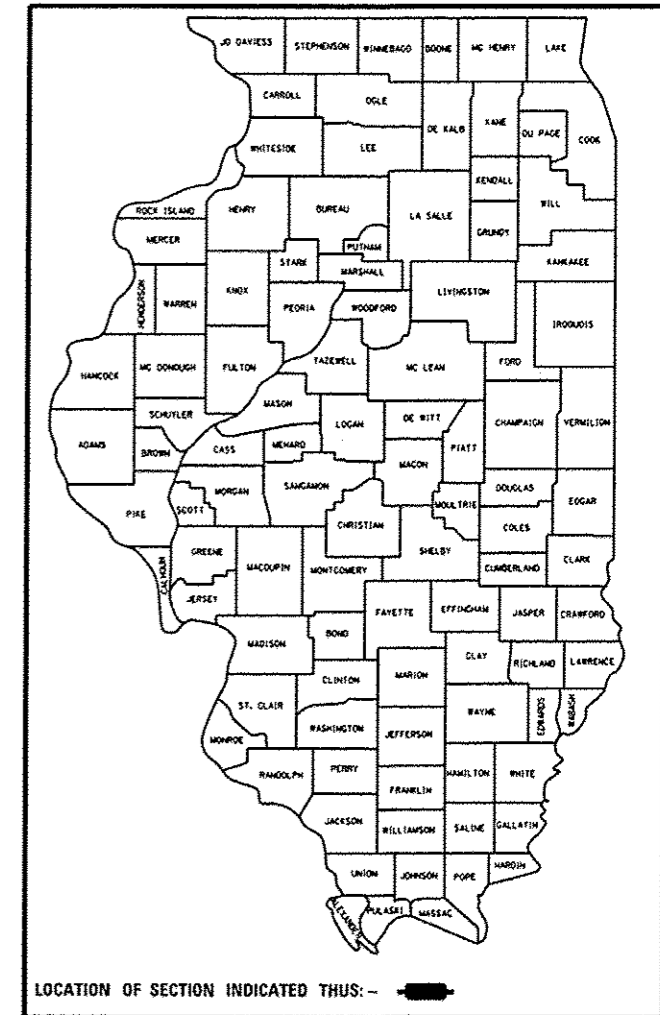 JO DAVIESS STEPHENSON WINNEBAGO BOONE MC HENRY LAKE
CARROLL OGLE DE KALB KANE DU PAGE COOK
WHITESIDE LEE KENDALL WILL
ROCK ISLAND HENRY BUREAU LA SALLE GRUNDY
MERCER PUTNAM KANKAKEE
HENDERSON WARREN KNOX STARK MARSHALL LIVINGSTON IROQUOIS
PEORIA WOODFORD
HANCOCK MC DONOUGH FULTON TAZEWELL MC LEAN FORD
SCHUYLER MASON LOGAN DE WITT CHAMPAIGN VERMILION
ADAMS BROWN CASS MENARD MACON PIATT
PIKE SCOTT MORGAN SANGAMON CHRISTIAN MOULTRIE DOUGLAS EDGAR
COLES
CALHOUN GREENE MACOUPIN MONTGOMERY SHELBY CUMBERLAND CLARK
JERSEY FAYETTE EFFINGHAM JASPER CRAWFORD
MADISON BOND CLAY RICHLAND LAWRENCE
CLINTON MARION
ST. CLAIR WASHINGTON WAYNE EDWARDS WABASH
MONROE JEFFERSON
RANDOLPH PERRY FRANKLIN HAMILTON WHITE
JACKSON WILLIAMSON SALINE GALLATIN
UNION JOHNSON POPE HARDIN
ALEXANDER PULASKI MASSAC
LOCATION OF SECTION INDICATED THUS: -